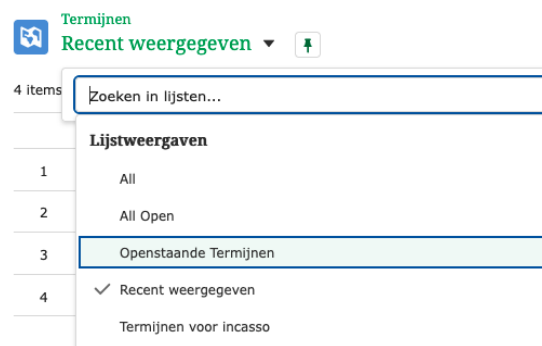 Termijnen
Recent weergegeven
4 items
Zoeken in lijsten...
Lijstweergaven
1
All
2
All Open
3
Openstaande Termijnen
4
Recent weergegeven
Termijnen voor incasso